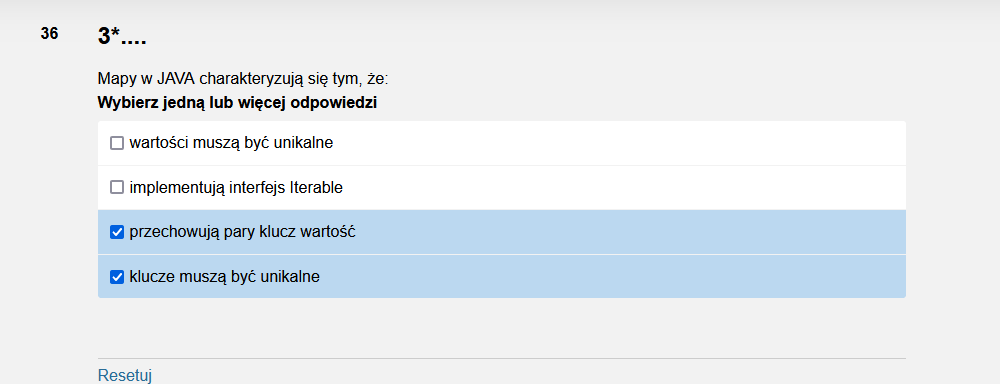 36
3*....
Mapy w JAVA charakteryzują się tym, że:
Wybierz jedną lub więcej odpowiedzi
wartości muszą być unikalne
implementują interfejs Iterable
przechowują pary klucz wartość
klucze muszą być unikalne
Resetuj